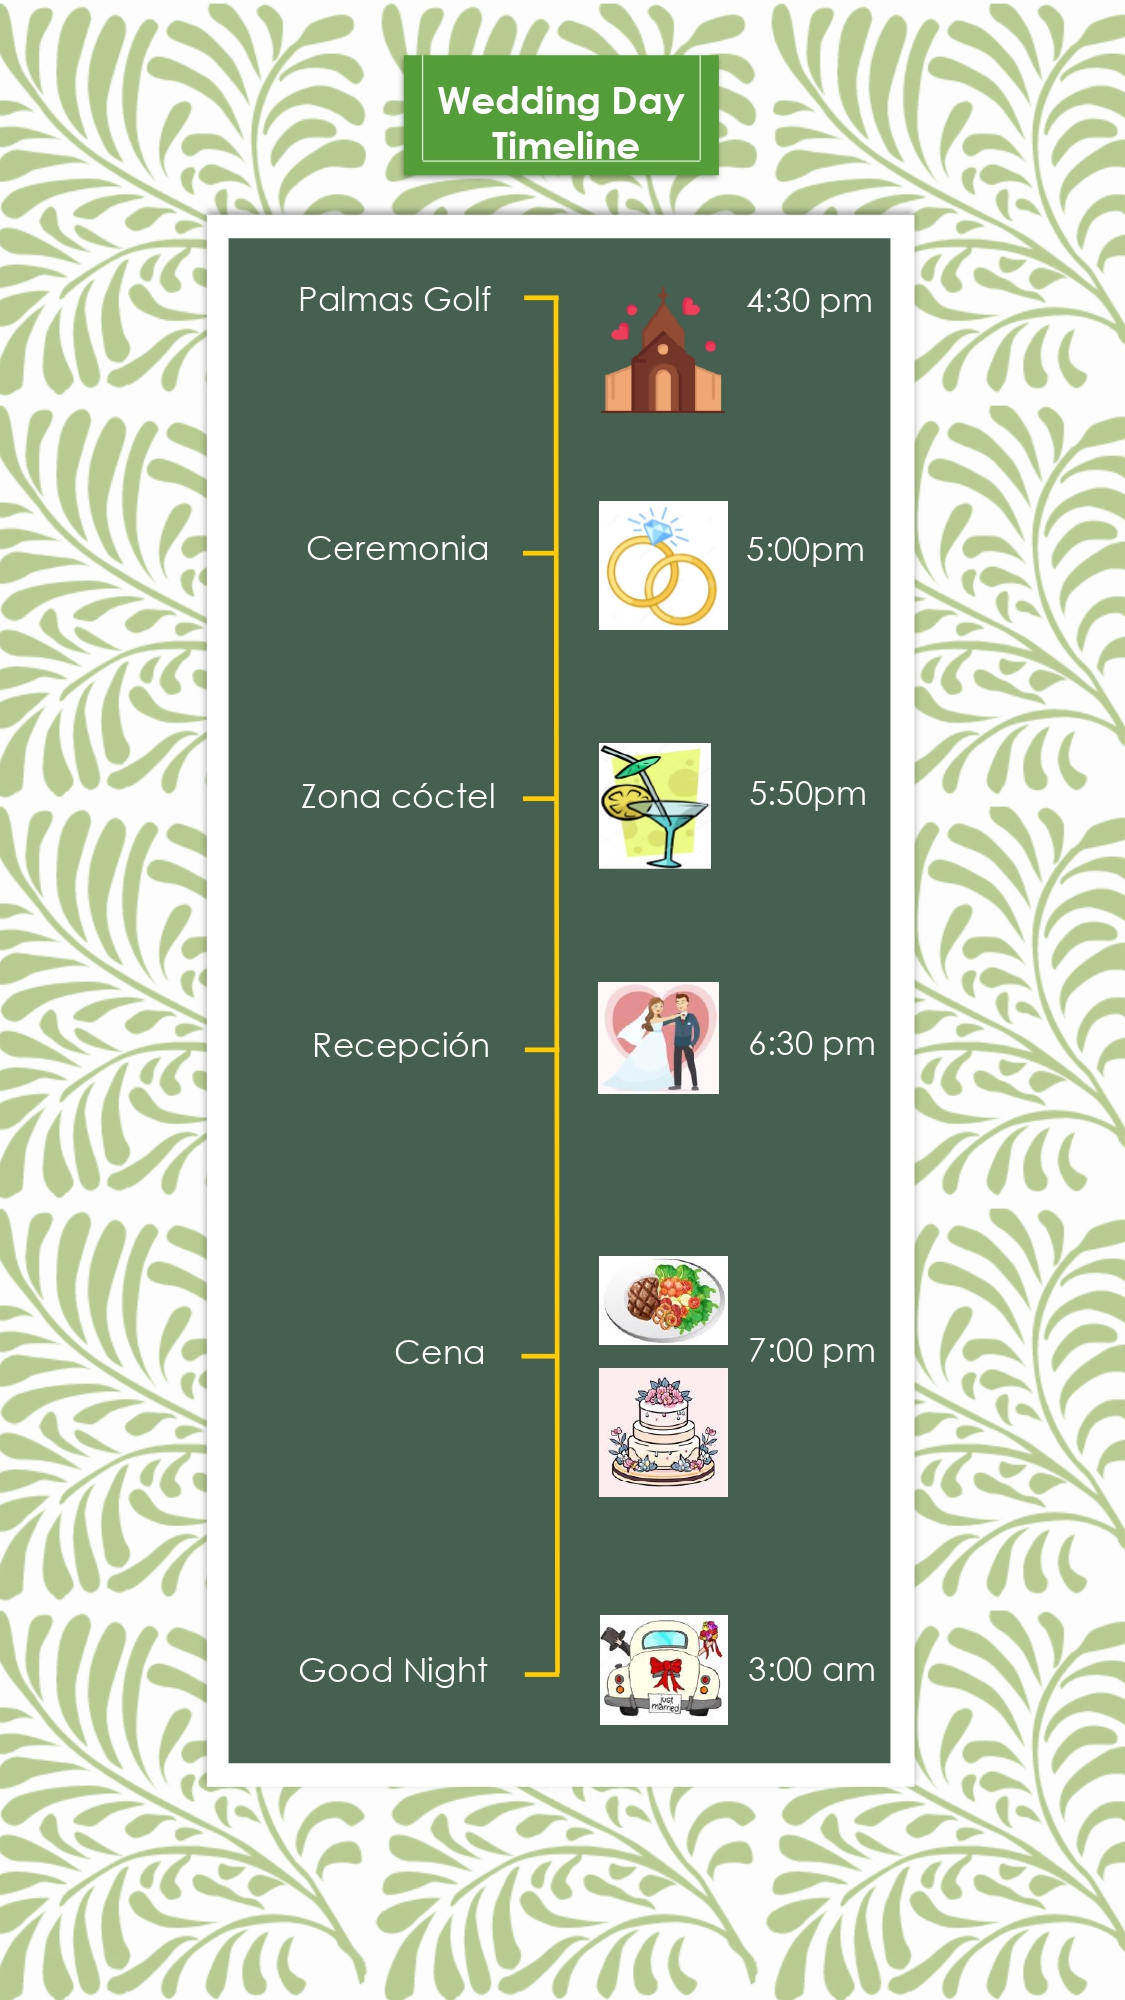 Wedding Day
Timeline
Palmas Golf 4:30 pm
Ceremonia 5:00pm
Zona cóctel 5:50pm
Recepción 6:30 pm
Cena 7:00 pm
Good Night 3:00 am
just
married